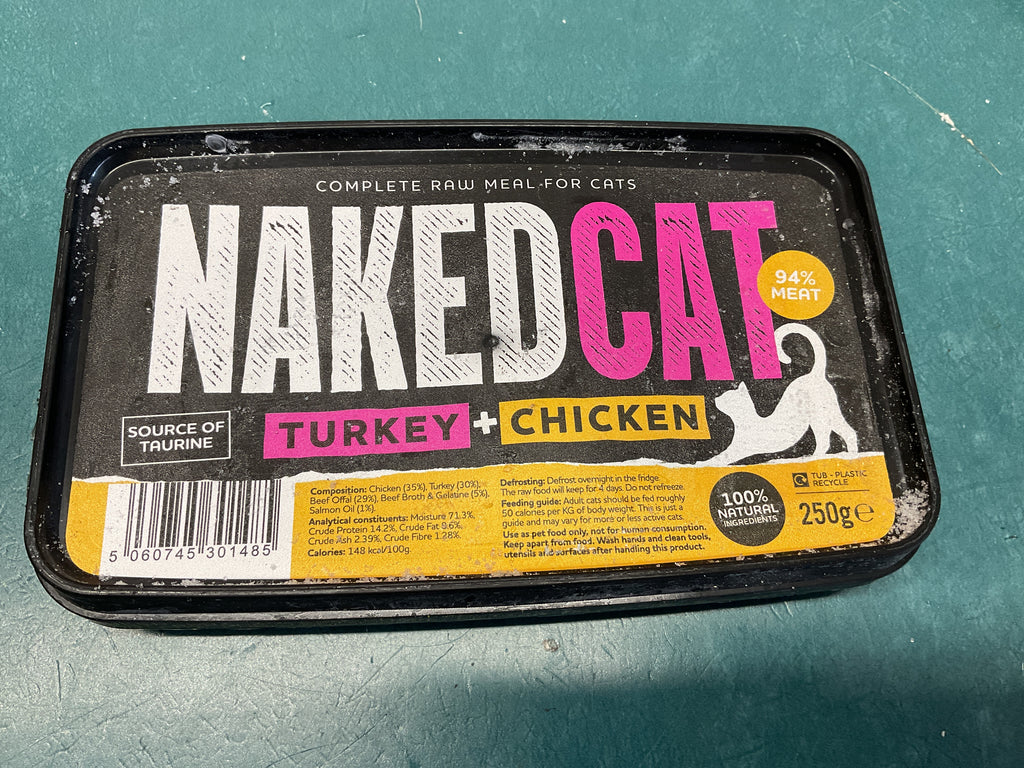 COMPLETE RAW MEAL FOR CATS
NAKEDCAT
94%
MEAT
SOURCE OF
TAURINE
TURKEY + CHICKEN
5 060745 301485
Composition: Chicken (35%), Turkey (30%),
Beef Offal (29%), Beef Broth & Gelatine (5%),
Salmon Oil (1%).
Analytical constituents: Moisture 71.3%,
Crude Protein 14.2%, Crude Fat 8.6%,
Crude Ash 2.39%, Crude Fibre 1.28%.
Calories: 148 kcal/100g.
Defrosting: Defrost overnight in the fridge.
The raw food will keep for 4 days. Do not refreeze.
Feeding guide: Adult cats should be fed roughly
50 calories per KG of body weight. This is just a
guide and may vary for more or less active cats.
Use as pet food only, not for human consumption.
Keep apart from food. Wash hands and clean tools,
utensils and surfaces after handling this product.
100%
NATURAL
INGREDIENTS
TUB - PLASTIC
RECYCLE
250g℮